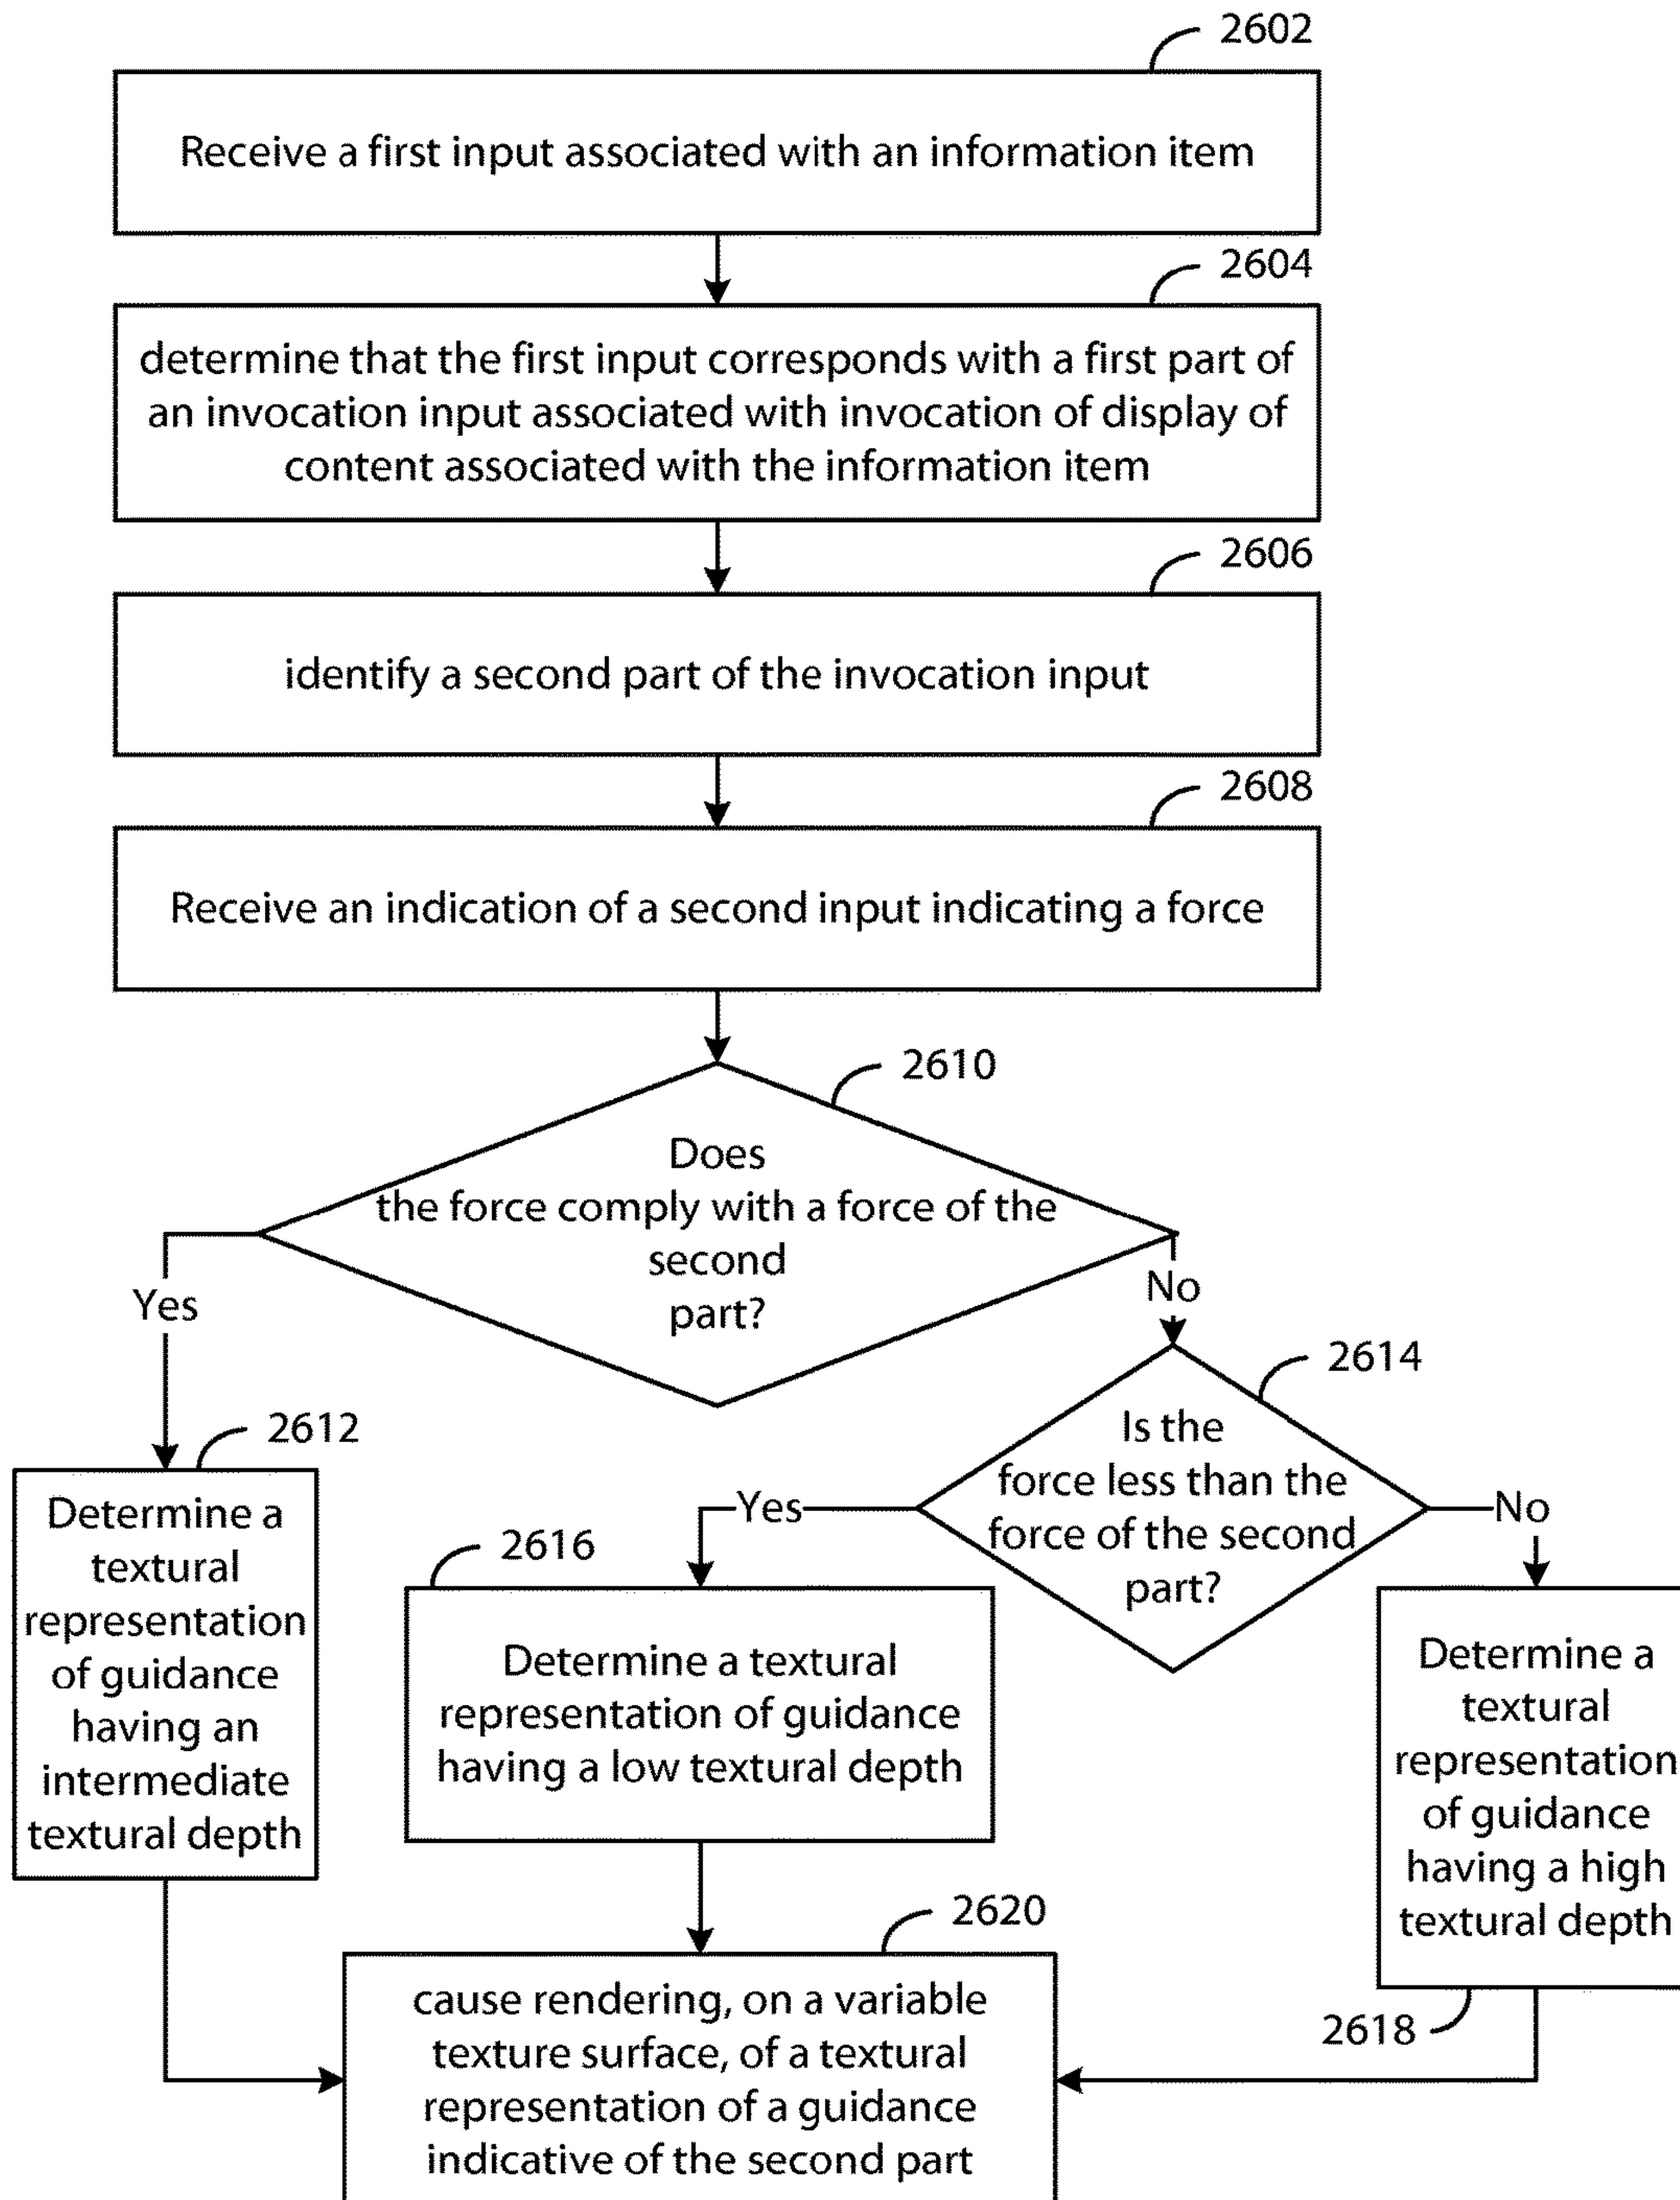 2602
Receive a first input associated with an information item
2604
determine that the first input corresponds with a first part of
an invocation input associated with invocation of display of
content associated with the information item
2606
identify a second part of the invocation input
2608
Receive an indication of a second input indicating a force
2610
Does
the force comply with a force of the
second
part?
Yes
No
2612
Determine a
textural
representation
of guidance
having an
intermediate
textural depth
2614
Is the
force less than the
force of the second
part?
Yes
No
2616
Determine a textural
representation of guidance
having a low textural depth
Determine a
textural
representation
of guidance
having a high
textural depth
2618
2620
cause rendering, on a variable
texture surface, of a textural
representation of a guidance
indicative of the second part